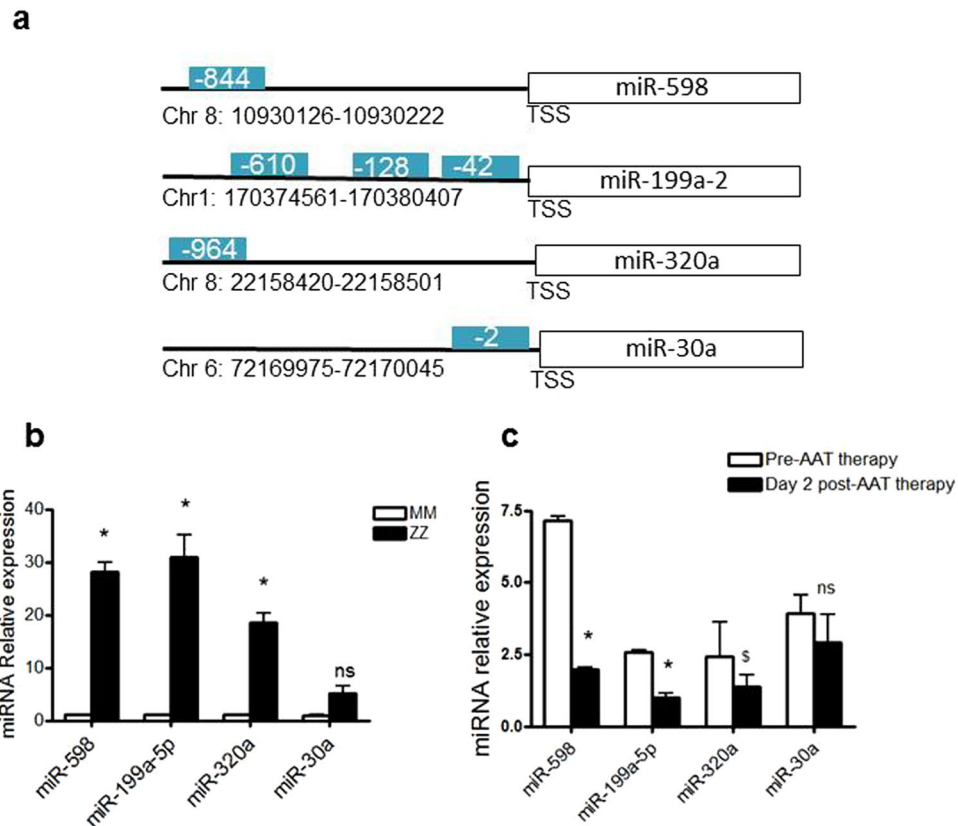 a
-844
miR-598
Chr 8: 10930126-10930222
TSS
-610 -128 -42
miR-199a-2
Chr1: 170374561-170380407
TSS
-964
miR-320a
Chr 8: 22158420-22158501
TSS
-2
miR-30a
Chr 6: 72169975-72170045
TSS
b
miRNA Relative expression
40
30
20
10
0
* * * ns
MM
ZZ
miR-598
miR-199a-5p
miR-320a
miR-30a
c
Pre-AAT therapy
Day 2 post-AAT therapy
miRNA relative expression
7.5
5.0
2.5
0.0
* * $ ns
miR-598
miR-199a-5p
miR-320a
miR-30a